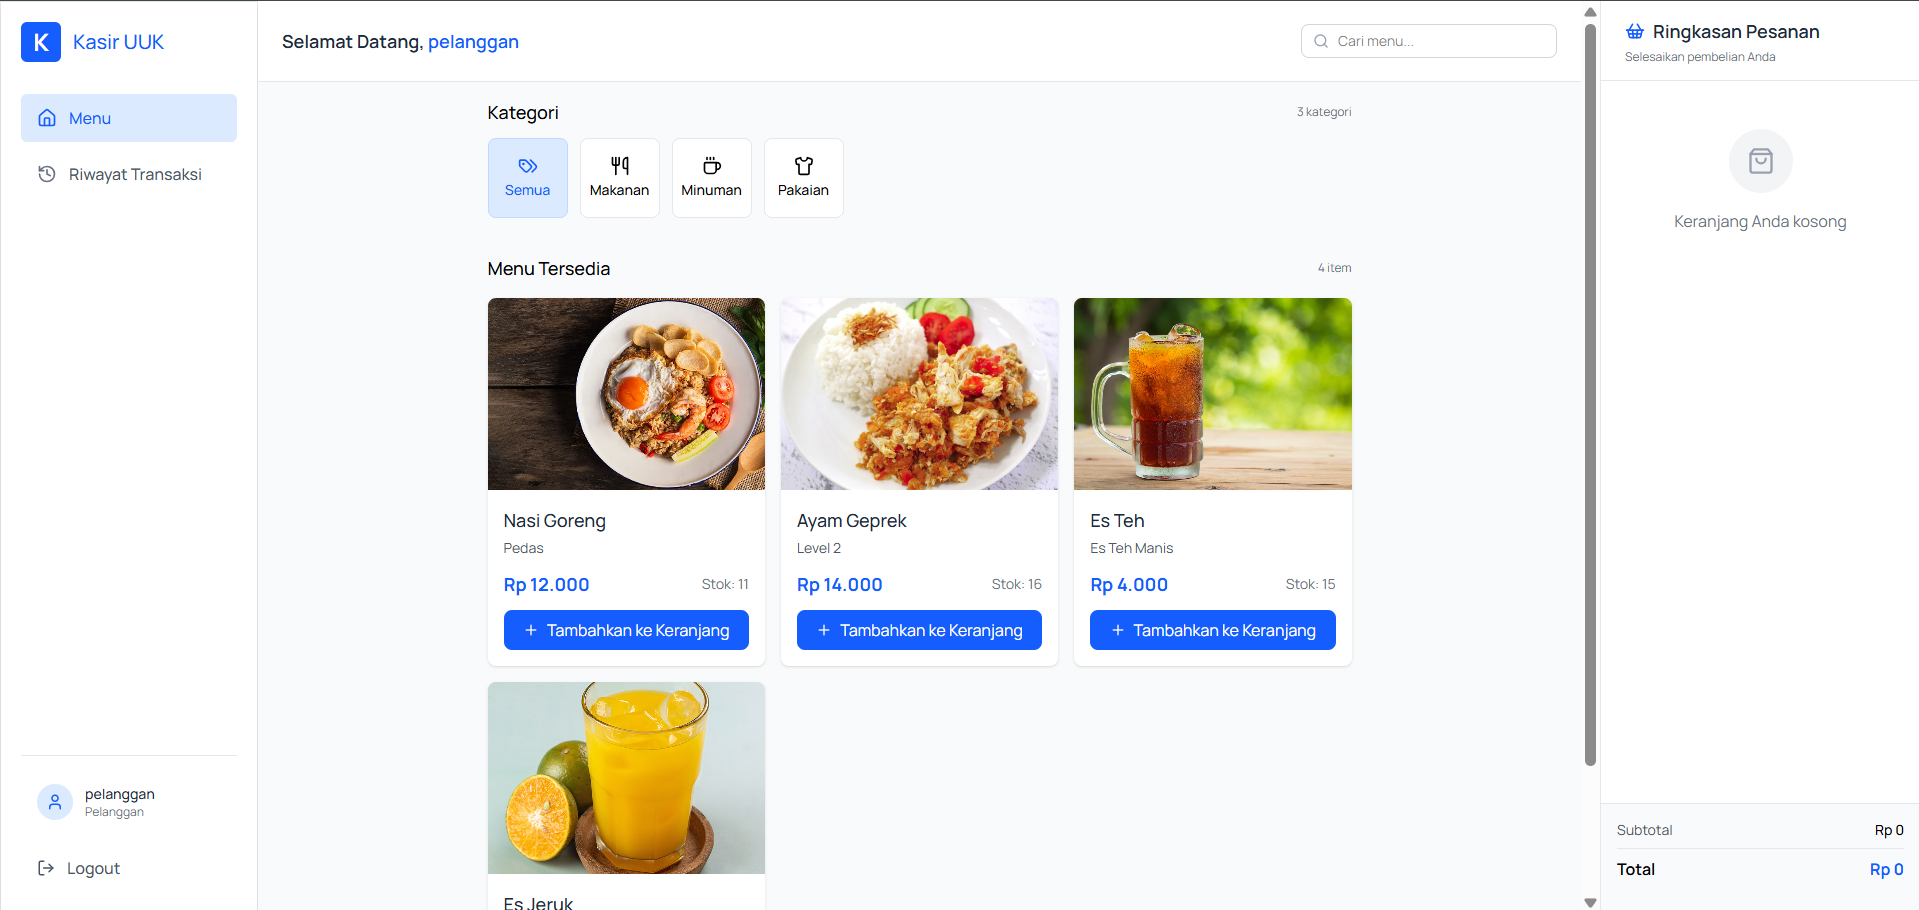 K Kasir UUK
Menu
Riwayat Transaksi
pelanggan
Pelanggan
Logout
Selamat Datang, pelanggan
Cari menu...
Kategori
3 kategori
Semua
Makanan
Minuman
Pakaian
Menu Tersedia
4 item
Nasi Goreng
Pedas
Rp 12.000
Stok: 11
+ Tambahkan ke Keranjang
Ayam Geprek
Level 2
Rp 14.000
Stok: 16
+ Tambahkan ke Keranjang
Es Teh
Es Teh Manis
Rp 4.000
Stok: 15
+ Tambahkan ke Keranjang
Es Jeruk
Ringkasan Pesanan
Selesaikan pembelian Anda
Keranjang Anda kosong
Subtotal
Rp 0
Total
Rp 0